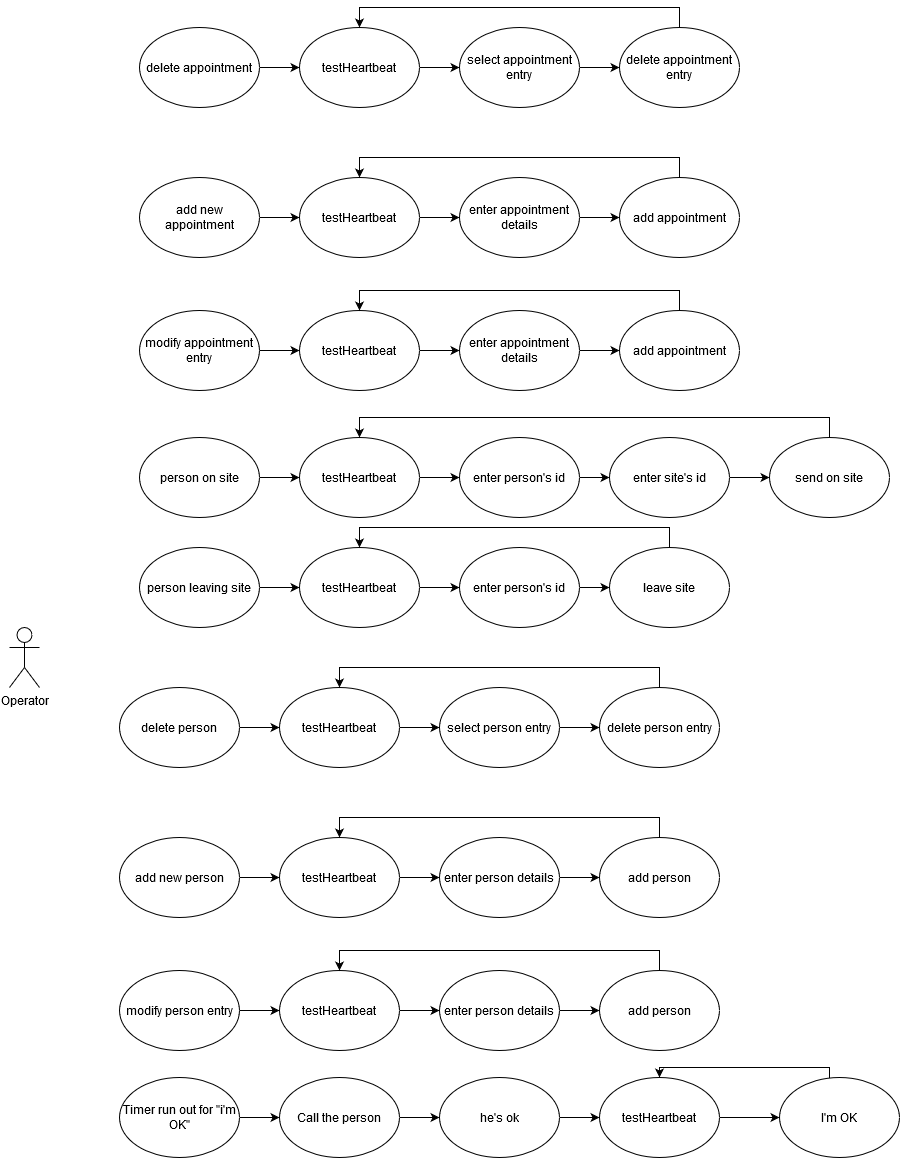 delete appointment
testHeartbeat
select appointment
entry
delete appointment
entry
add new
appointment
testHeartbeat
enter appointment
details
add appointment
modify appointment
entry
testHeartbeat
enter appointment
details
add appointment
person on site
testHeartbeat
enter person's id
enter site's id
send on site
person leaving site
testHeartbeat
enter person's id
leave site
Operator
delete person
testHeartbeat
select person entry
delete person entry
add new person
testHeartbeat
enter person details
add person
modify person entry
testHeartbeat
enter person details
add person
Timer run out for "i'm
OK"
Call the person
he's ok
testHeartbeat
I'm OK